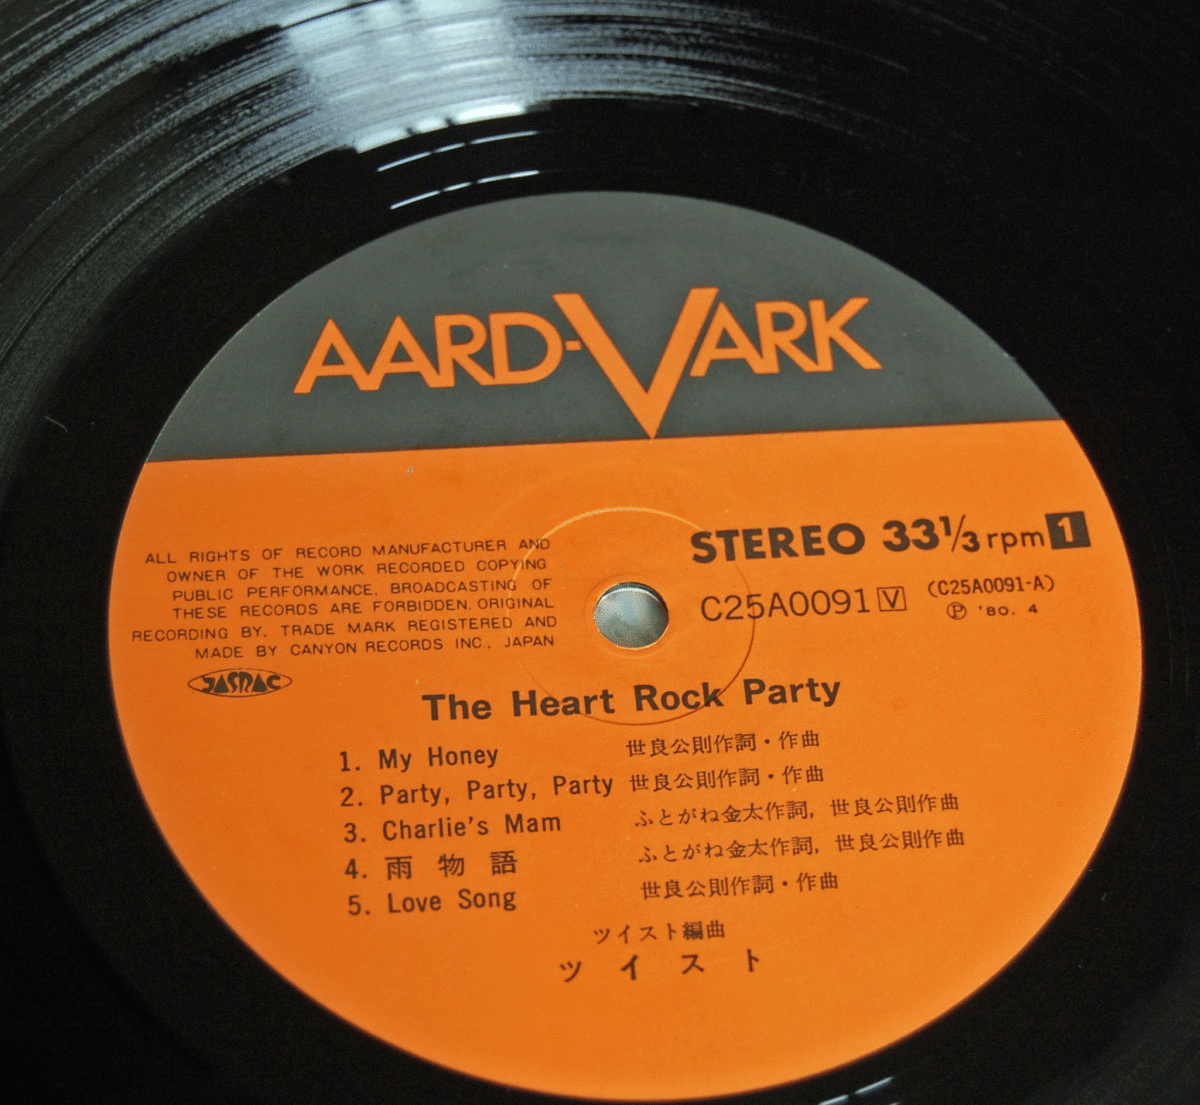 AARD-VARK
ALL RIGHTS OF RECORD MANUFACTURER AND
OWNER OF THE WORK RECORDED COPYING
PUBLIC PERFORMANCE, BROADCASTING OF
THESE RECORDS ARE FORBIDDEN. ORIGINAL
RECORDING BY, TRADE MARK REGISTERED AND
MADE BY CANYON RECORDS INC., JAPAN
JASRAC
STEREO 33⅓ rpm 1
C25A0091 V (C25A0091-A)
Ⓟ '80. 4
The Heart Rock Party
1. My Honey 世良公則作詞・作曲
2. Party, Party, Party 世良公則作詞・作曲
3. Charlie's Mam ふとがね金太作詞, 世良公則作曲
4. 雨物語 ふとがね金太作詞, 世良公則作曲
5. Love Song 世良公則作詞・作曲
ツイスト編曲
ツイスト